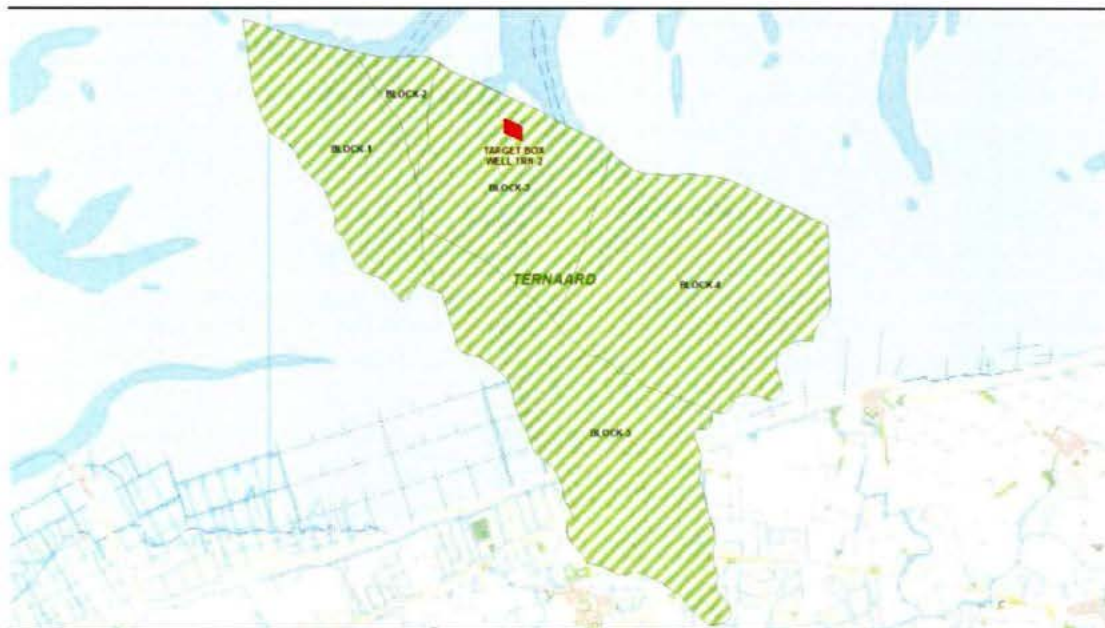 BLOCK-2
BLOCK-1
TARGET BOX
WELL TRN-2
BLOCK-3
TERNAARD
BLOCK-4
BLOCK-5